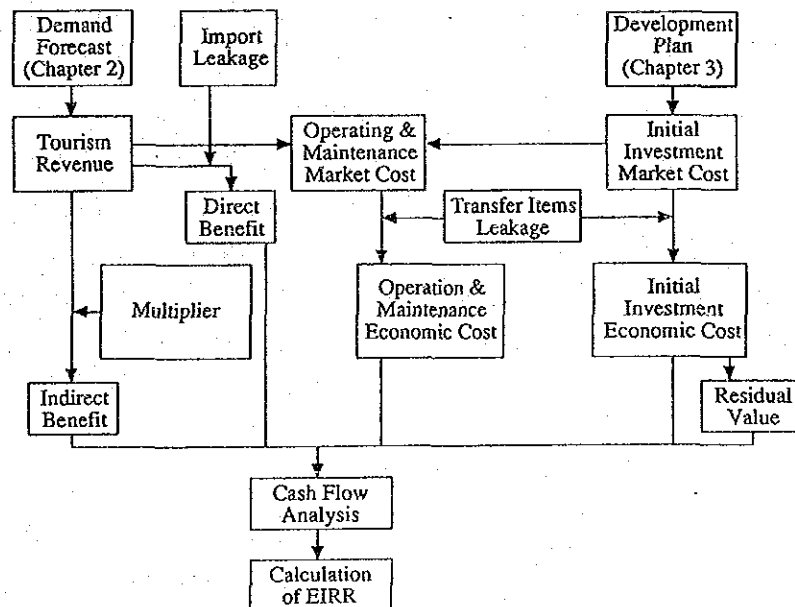 Demand
Forecast
(Chapter 2)
Import
Leakage
Development
Plan
(Chapter 3)
Tourism
Revenue
Operating &
Maintenance
Market Cost
Initial
Investment
Market Cost
Direct
Benefit
Transfer Items
Leakage
Multiplier
Operation &
Maintenance
Economic Cost
Initial
Investment
Economic Cost
Indirect
Benefit
Residual
Value
Cash Flow
Analysis
Calculation
of EIRR